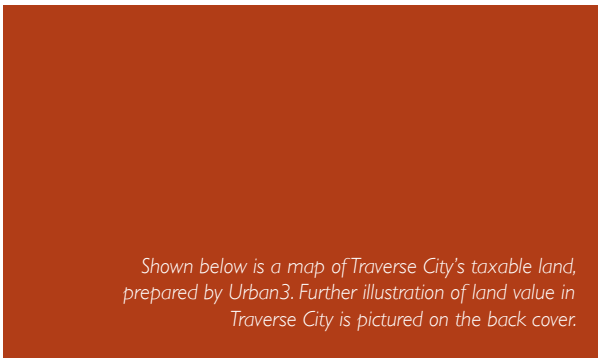 Shown below is a map of Traverse City's taxable land,
prepared by Urban3. Further illustration of land value in
Traverse City is pictured on the back cover.